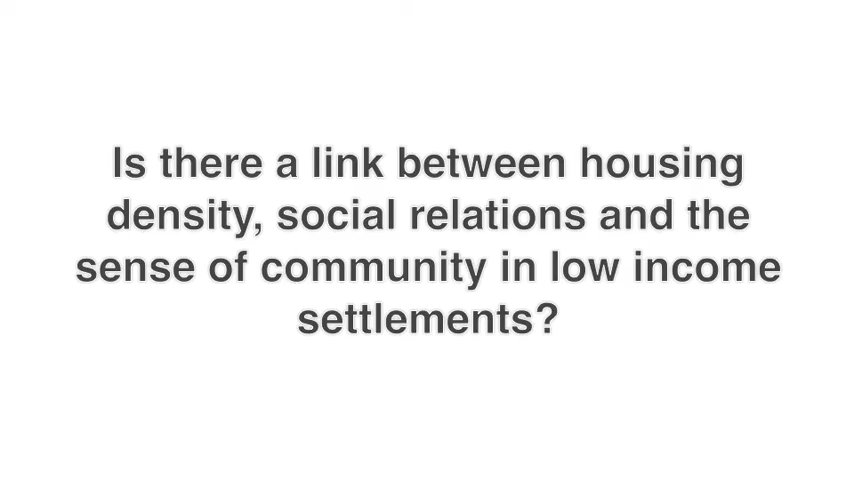 Is there a link between housing
density, social relations and the
sense of community in low income
settlements?